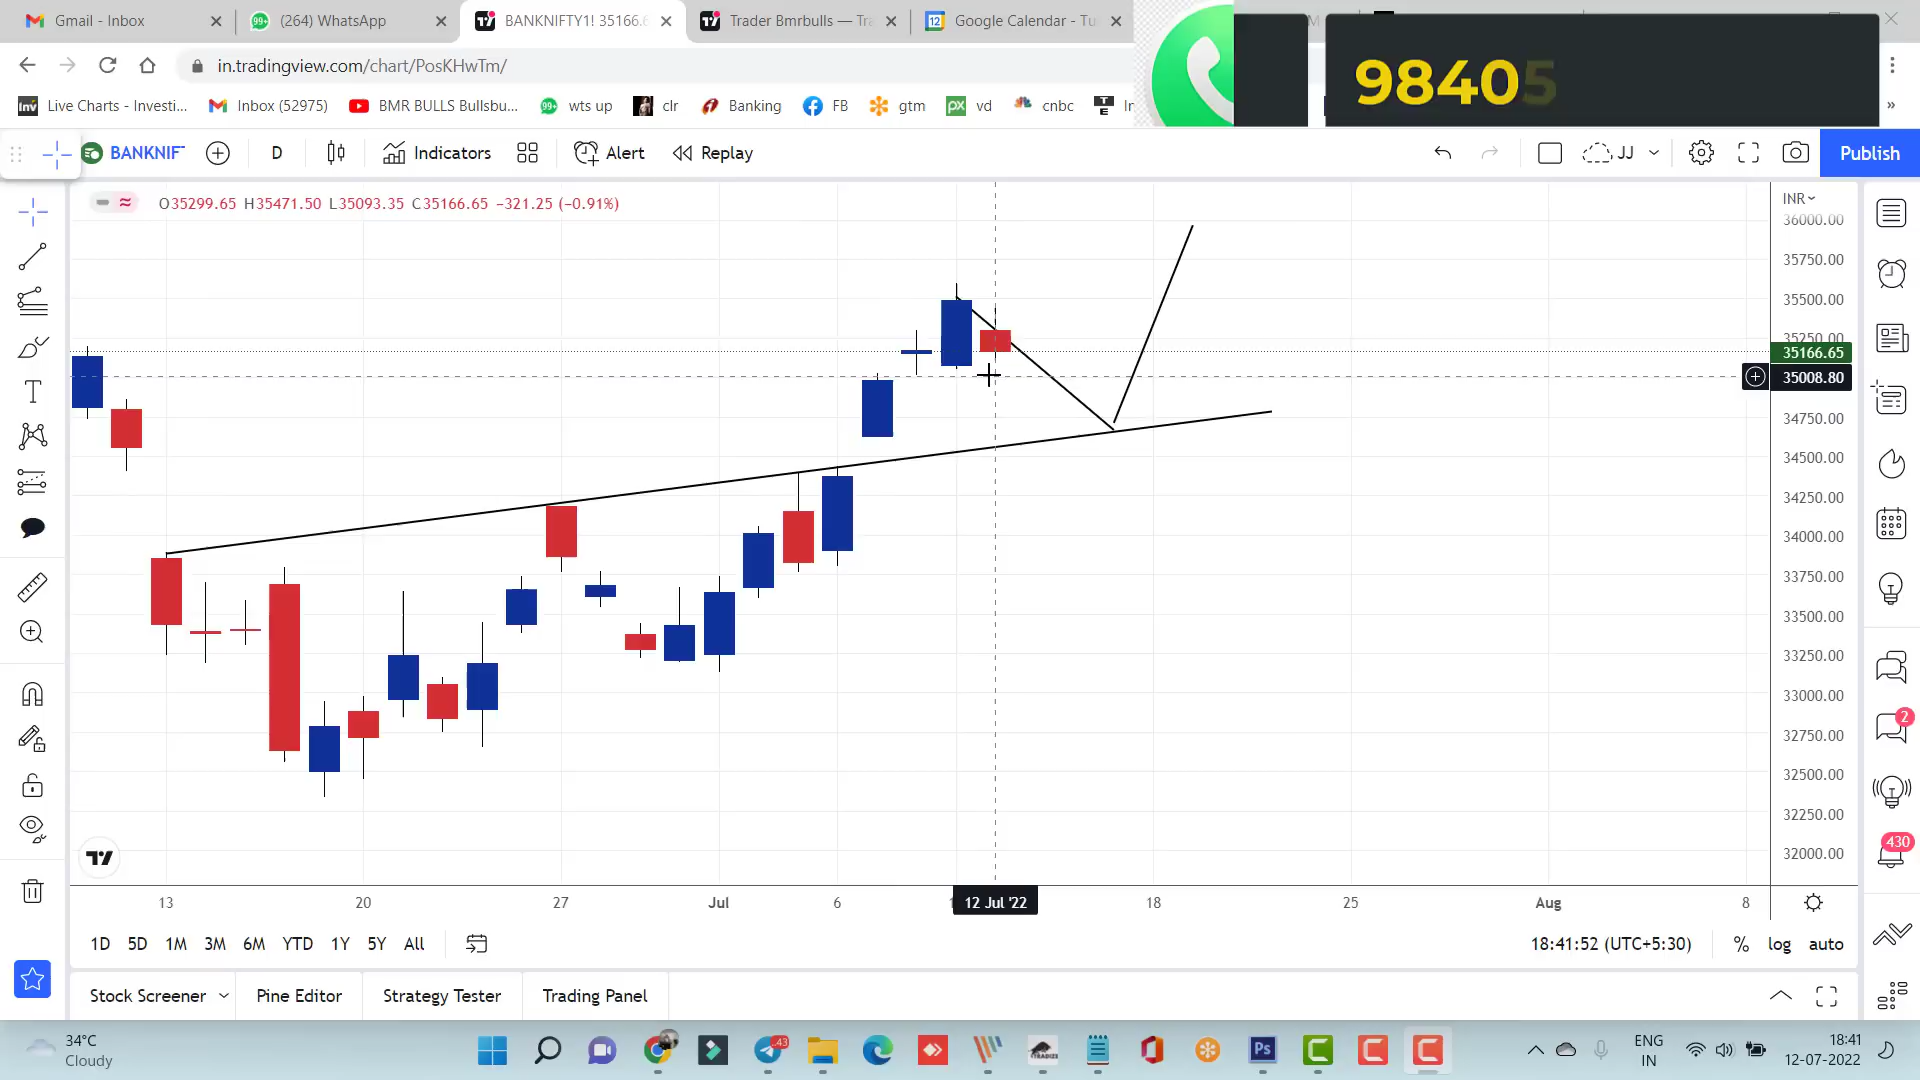 Gmail - Inbox
(264) WhatsApp
BANKNIFTY1! 35166.6
Trader Bmrbulls — Tra
Google Calendar - Tu
98405
in.tradingview.com/chart/PosKHwTm/
Live Charts - Investi...
Inbox (52975)
BMR BULLS Bullsbu...
wts up
clr
Banking
FB
gtm
vd
cnbc
BANKNIF
D
Indicators
Alert
Replay
JJ
Publish
O35299.65 H35471.50 L35093.35 C35166.65 −321.25 (−0.91%)
INR
36000.00
35750.00
35500.00
35250.00
35166.65
35008.80
34750.00
34500.00
34250.00
34000.00
33750.00
33500.00
33250.00
33000.00
32750.00
32500.00
32250.00
32000.00
2
430
13 20 27 Jul 6 12 Jul '22 18 25 Aug 8
1D 5D 1M 3M 6M YTD 1Y 5Y All
18:41:52 (UTC+5:30)
% log auto
Stock Screener
Pine Editor
Strategy Tester
Trading Panel
34°C
Cloudy
43
Ps
ENG
IN
18:41
12-07-2022